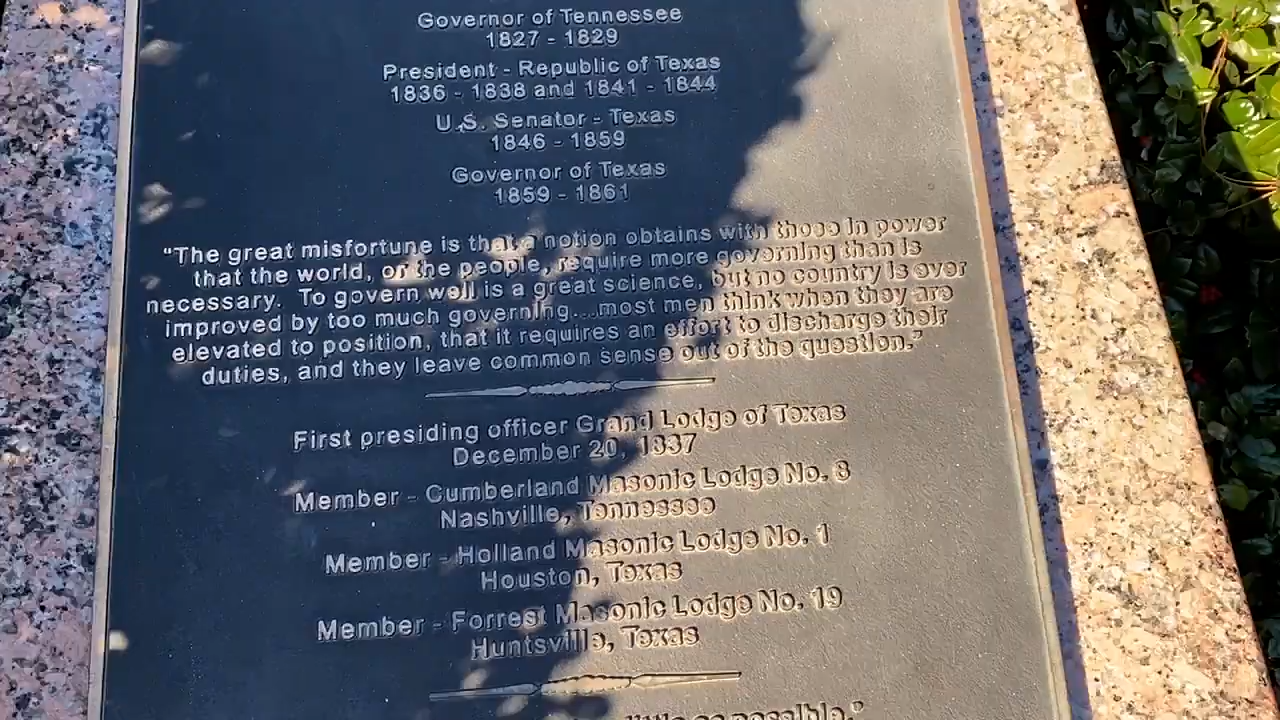 Governor of Tennessee
1827 - 1829
President - Republic of Texas
1836 - 1838 and 1841 - 1844
U.S. Senator - Texas
1846 - 1859
Governor of Texas
1859 - 1861
"The great misfortune is that a notion obtains with those in power
that the world, or the people, require more governing than is
necessary. To govern well is a great science, but no country is ever
improved by too much governing...most men think when they are
elevated to position, that it requires an effort to discharge their
duties, and they leave common sense out of the question."
First presiding officer Grand Lodge of Texas
December 20, 1837
Member - Cumberland Masonic Lodge No. 8
Nashville, Tennessee
Member - Holland Masonic Lodge No. 1
Houston, Texas
Member - Forrest Masonic Lodge No. 19
Huntsville, Texas
little as possible."